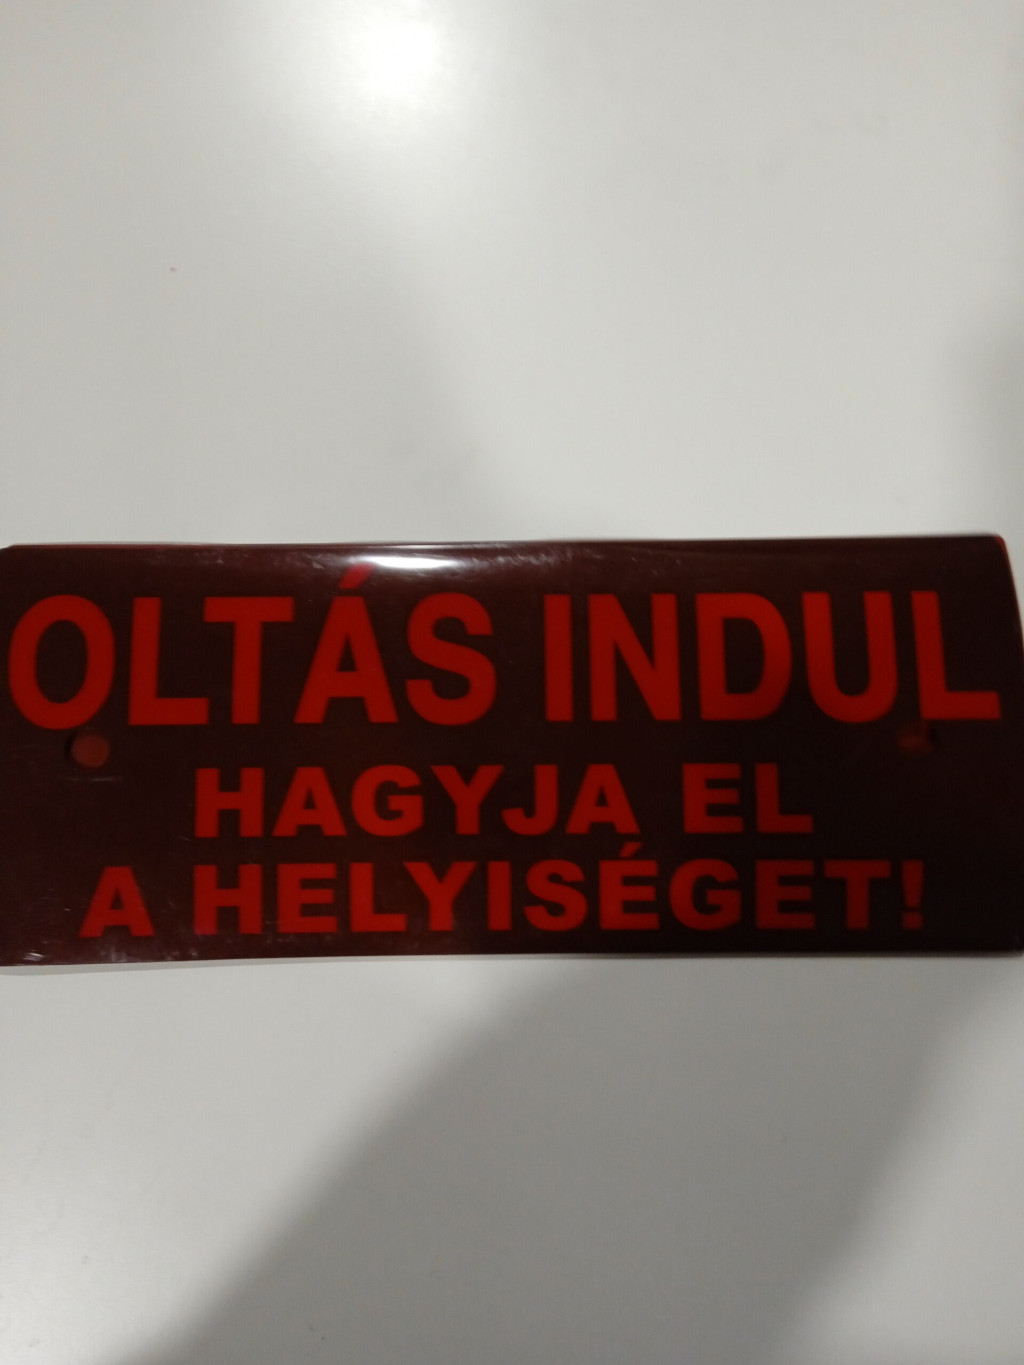 OLTÁS INDUL
HAGYJA EL
A HELYISÉGET!